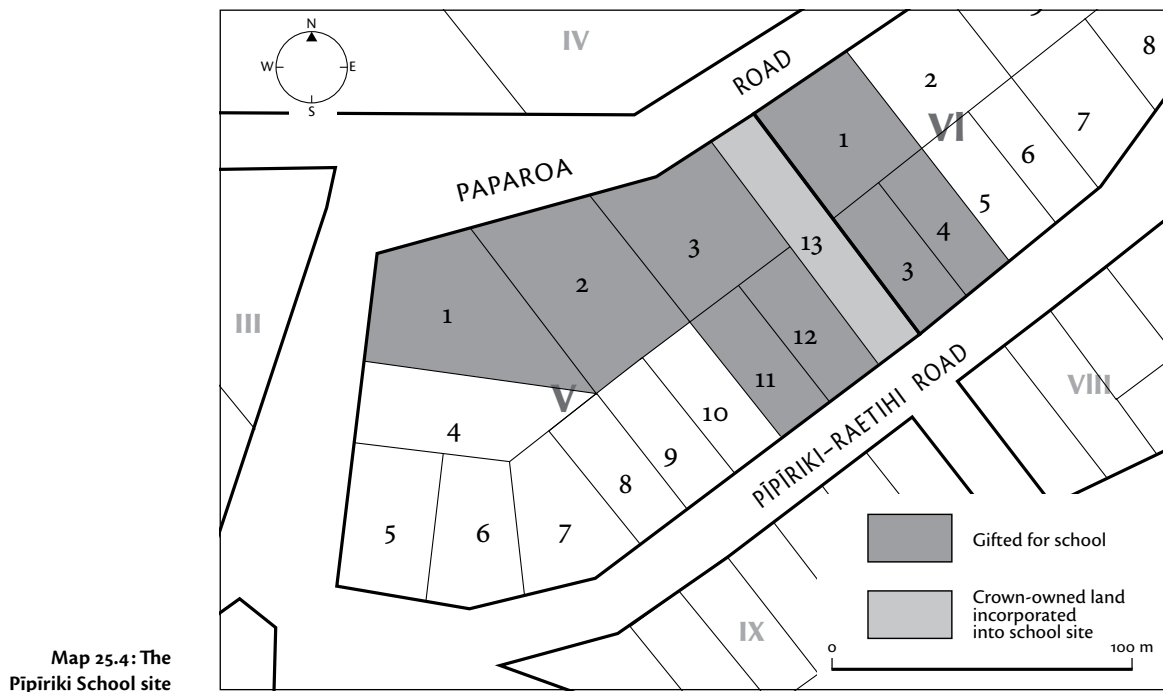 N
W
E
S
IV
ROAD
PAPAROA
2
8
VI
7
1
6
5
4
3
13
3
2
1
12
11
III
V
4
10
9
8
5
6
7
PĪPĪRIKI–RAETIHI ROAD
VIII
IX
Gifted for school
Crown-owned land
incorporated
into school site
0
100 m
Map 25.4 : The
Pīpīriki School site